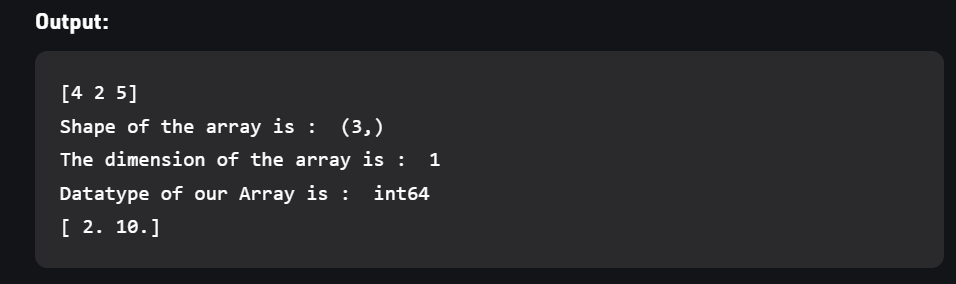 Output:
[4 2 5]
Shape of the array is :  (3,)
The dimension of the array is :  1
Datatype of our Array is :  int64
[ 2. 10.]